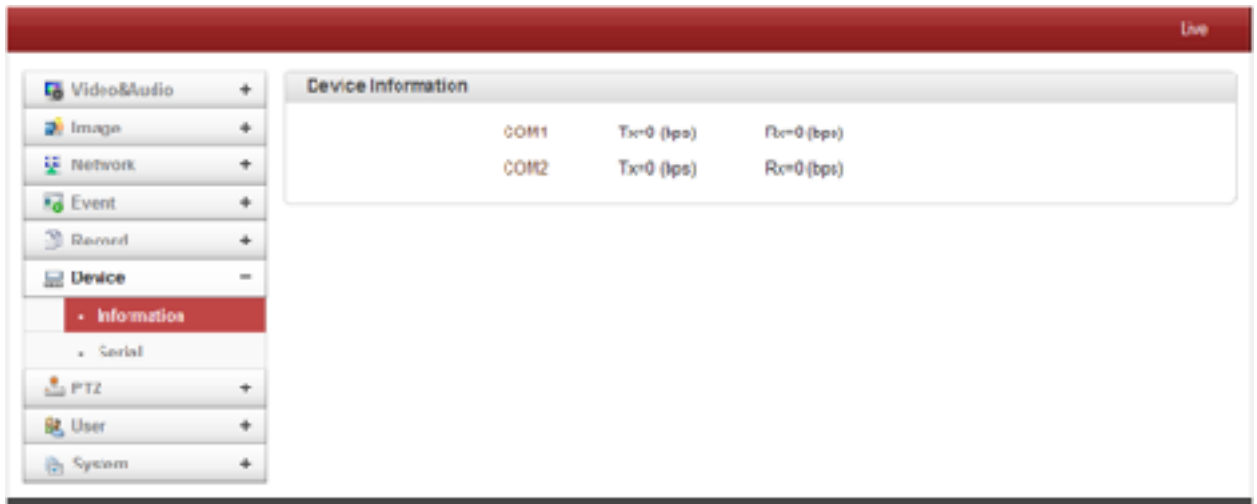 Live
Video&Audio +
Image +
Network +
Event +
Record +
Device −
• Information
• Serial
PTZ +
User +
System +
Device Information
COM1 Tx=0 (bps) Rx=0 (bps)
COM2 Tx=0 (bps) Rx=0 (bps)